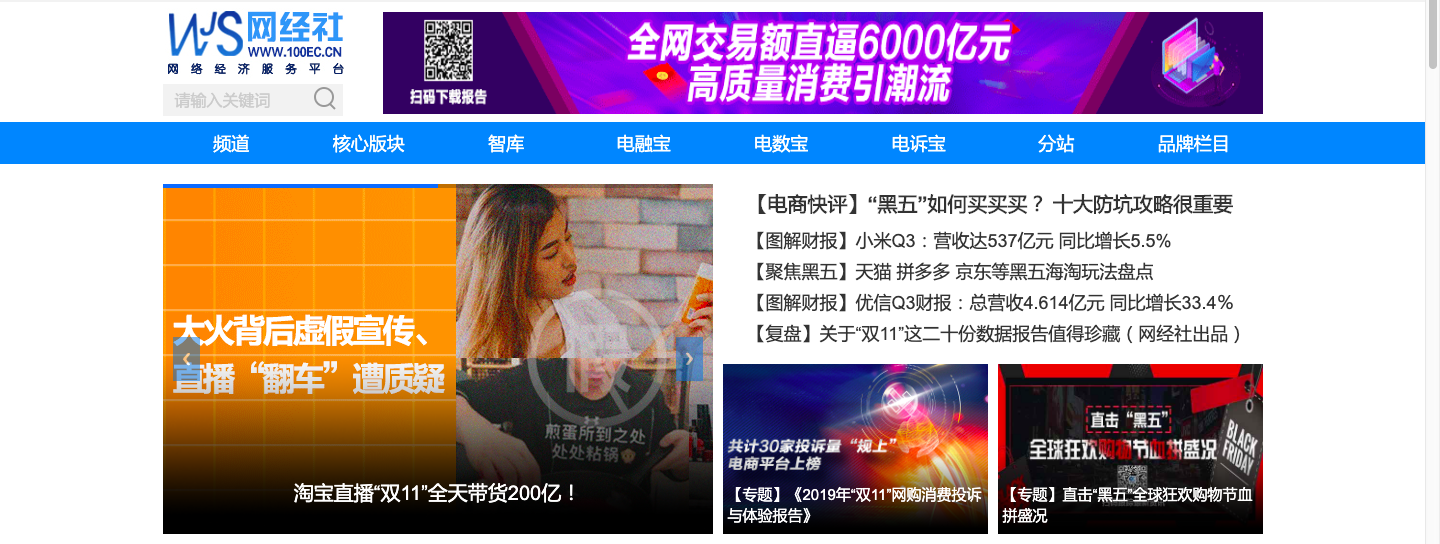 WJS网经社
WWW.100EC.CN
网络经济服务平台
请输入关键词
扫码下载报告
全网交易额直逼6000亿元
高质量消费引潮流
频道
核心版块
智库
电融宝
电数宝
电诉宝
分站
品牌栏目
大火背后虚假宣传、
直播“翻车”遭质疑
假
煎蛋所到之处
处处粘锅
淘宝直播“双11”全天带货200亿！
【电商快评】“黑五”如何买买买？ 十大防坑攻略很重要
【图解财报】小米Q3：营收达537亿元 同比增长5.5%
【聚焦黑五】天猫 拼多多 京东等黑五海淘玩法盘点
【图解财报】优信Q3财报：总营收4.614亿元 同比增长33.4%
【复盘】关于“双11”这二十份数据报告值得珍藏（网经社出品）
共计30家投诉量“规上”
电商平台上榜
【专题】《2019年“双11”网购消费投诉
与体验报告》
直击“黑五”
全球狂欢购物节血拼盛况
BLACK
FRIDAY
【专题】直击“黑五”全球狂欢购物节血
拼盛况